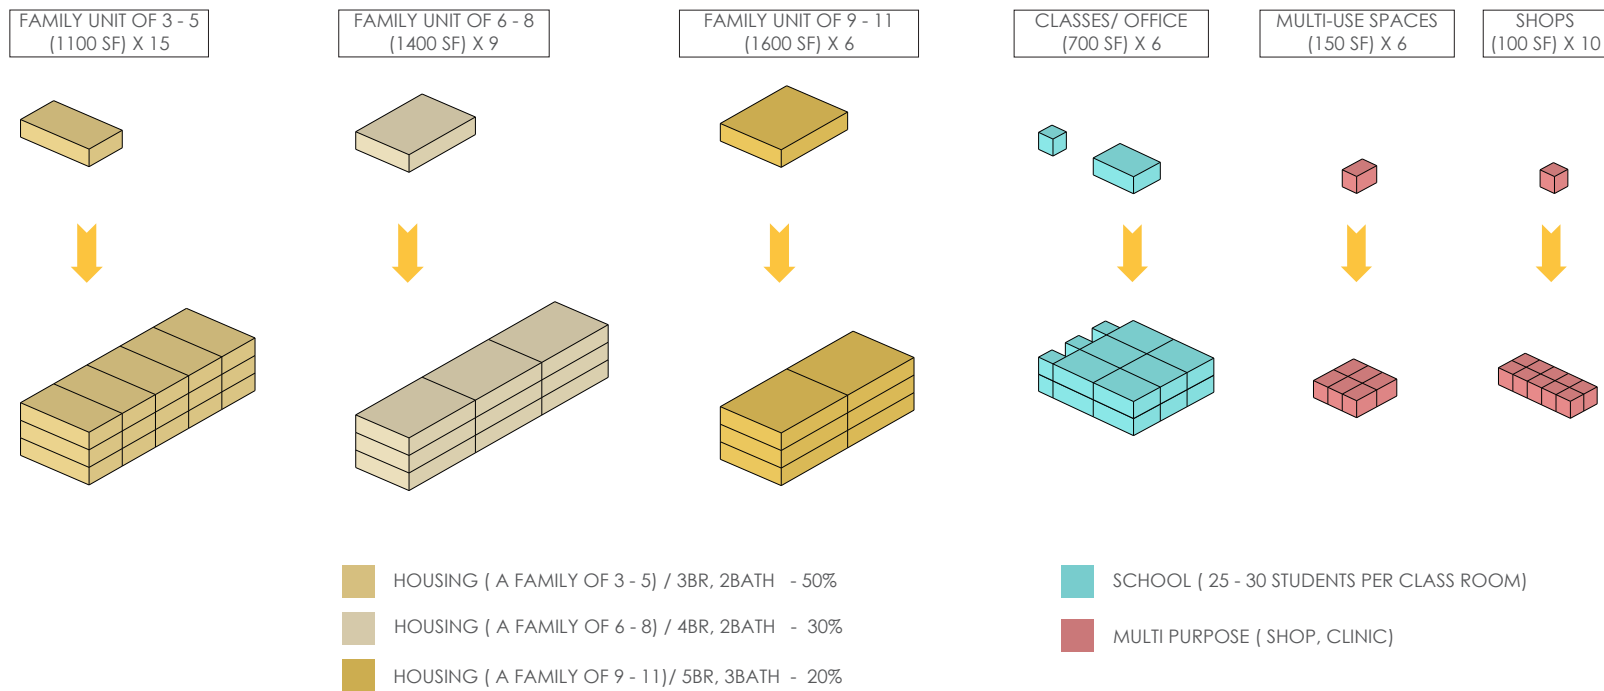 FAMILY UNIT OF 3 - 5
(1100 SF) X 15
FAMILY UNIT OF 6 - 8
(1400 SF) X 9
FAMILY UNIT OF 9 - 11
(1600 SF) X 6
CLASSES/ OFFICE
(700 SF) X 6
MULTI-USE SPACES
(150 SF) X 6
SHOPS
(100 SF) X 10
HOUSING ( A FAMILY OF 3 - 5) / 3BR, 2BATH - 50%
HOUSING ( A FAMILY OF 6 - 8) / 4BR, 2BATH - 30%
HOUSING ( A FAMILY OF 9 - 11)/ 5BR, 3BATH - 20%
SCHOOL ( 25 - 30 STUDENTS PER CLASS ROOM)
MULTI PURPOSE ( SHOP, CLINIC)